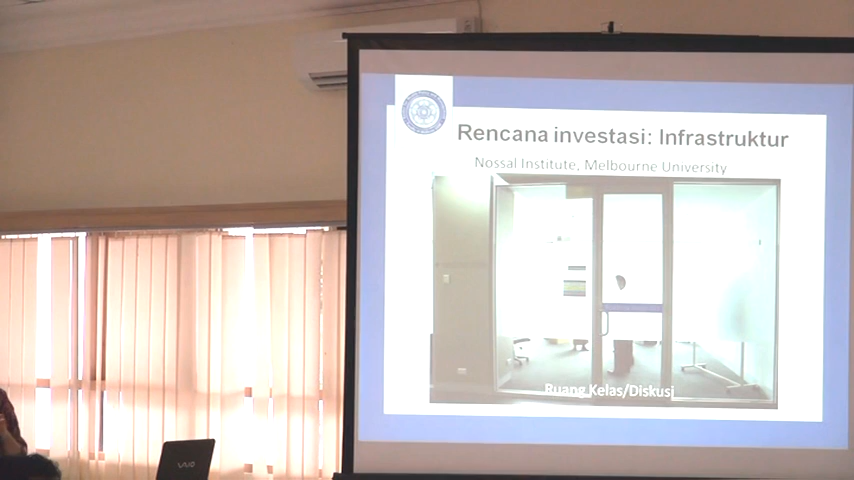 Rencana investasi: Infrastruktur
Nossal Institute, Melbourne University
Ruang Kelas/Diskusi
VAIO